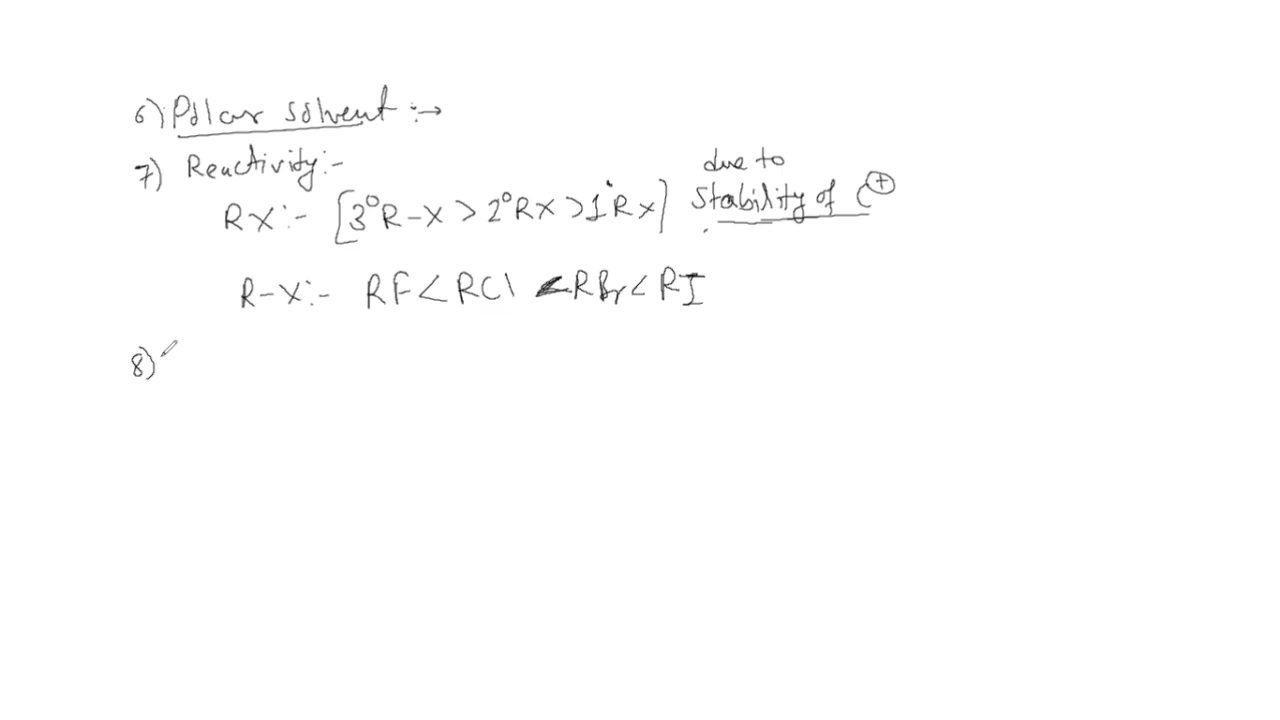 6) Polar solvent :→
7) Reactivity:-
due to
RX:- [3°R-X > 2°RX > 1°RX] Stability of C⊕
R-X:- RF < RCl < RBr < RI
8)